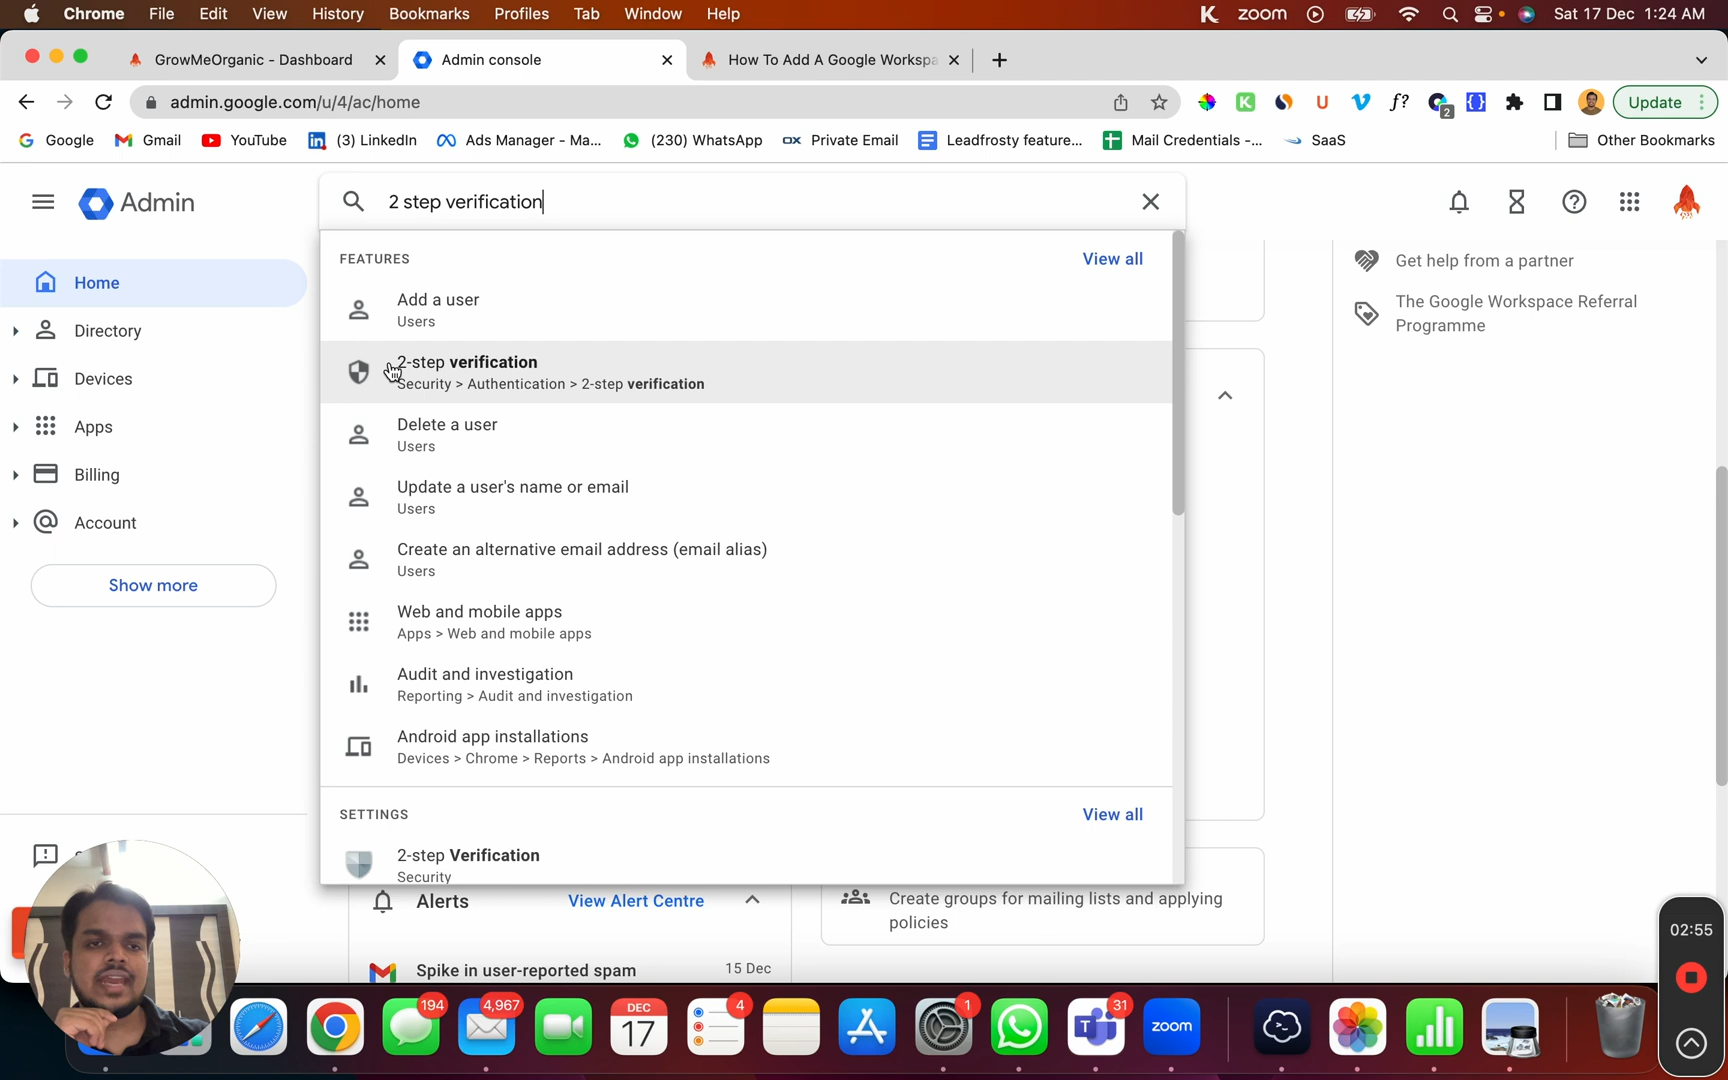 Chrome File Edit View History Bookmarks Profiles Tab Window Help zoom Sat 17 Dec 1:24 AM
GrowMeOrganic - Dashboard Admin console How To Add A Google Workspa
admin.google.com/u/4/ac/home 2 Update
Google Gmail YouTube (3) LinkedIn Ads Manager - Ma... (230) WhatsApp Private Email Leadfrosty feature... Mail Credentials -... SaaS Other Bookmarks
Admin
2 step verification
FEATURES View all
Add a user
Users
2-step verification
Security > Authentication > 2-step verification
Delete a user
Users
Update a user's name or email
Users
Create an alternative email address (email alias)
Users
Web and mobile apps
Apps > Web and mobile apps
Audit and investigation
Reporting > Audit and investigation
Android app installations
Devices > Chrome > Reports > Android app installations
SETTINGS View all
2-step Verification
Security
Home
Directory
Devices
Apps
Billing
Account
Show more
Get help from a partner
The Google Workspace Referral
Programme
Alerts View Alert Centre
Spike in user-reported spam 15 Dec
Create groups for mailing lists and applying
policies
02:55
194 4,967 DEC 17 4 1 31 zoom